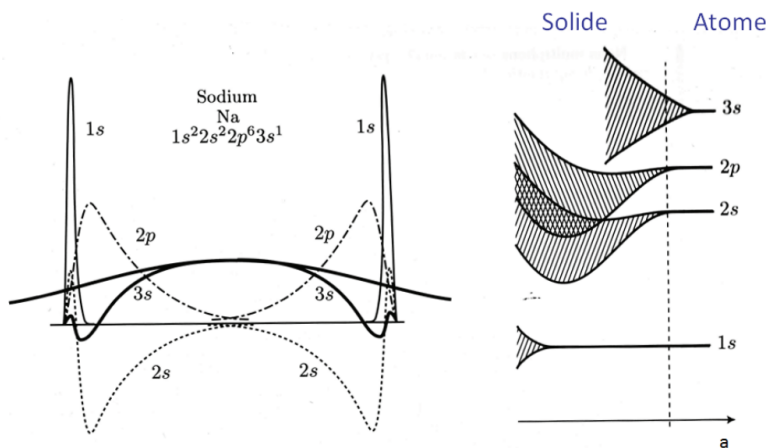 Solide Atome
Sodium
Na
1s²2s²2p⁶3s¹
1s 1s
2p 2p
3s 3s
2s 2s
3s
2p
2s
1s
a